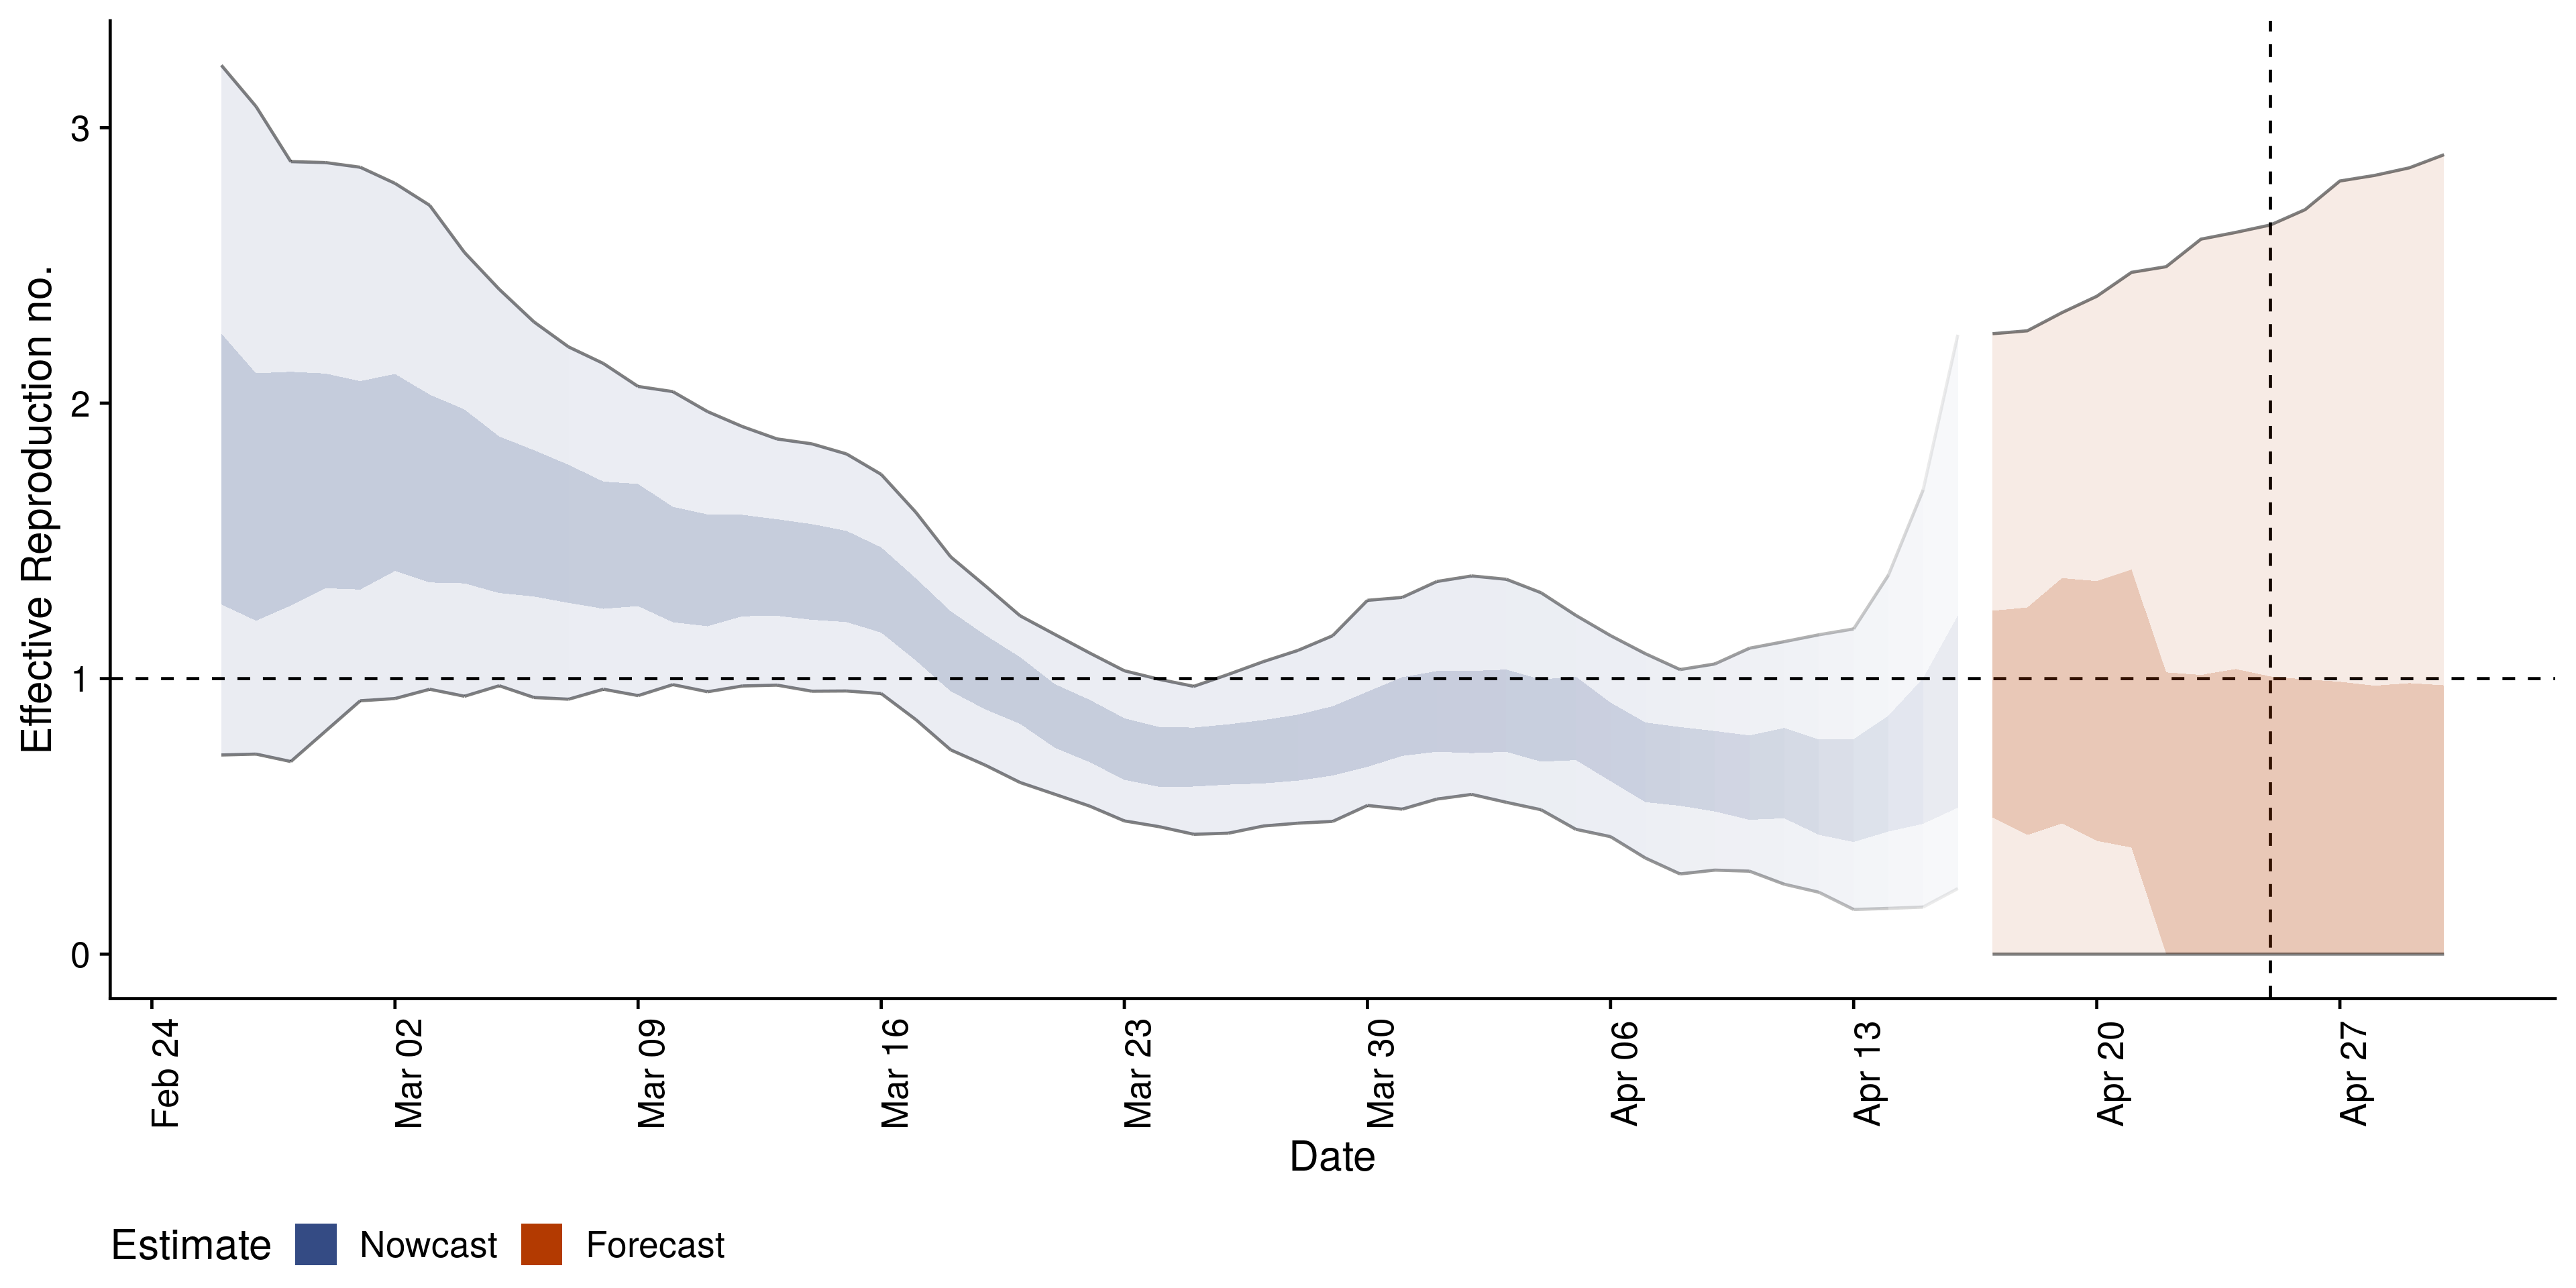 Effective Reproduction no.
3
2
1
0
Feb 24
Mar 02
Mar 09
Mar 16
Mar 23
Mar 30
Apr 06
Apr 13
Apr 20
Apr 27
Date
Estimate Nowcast Forecast